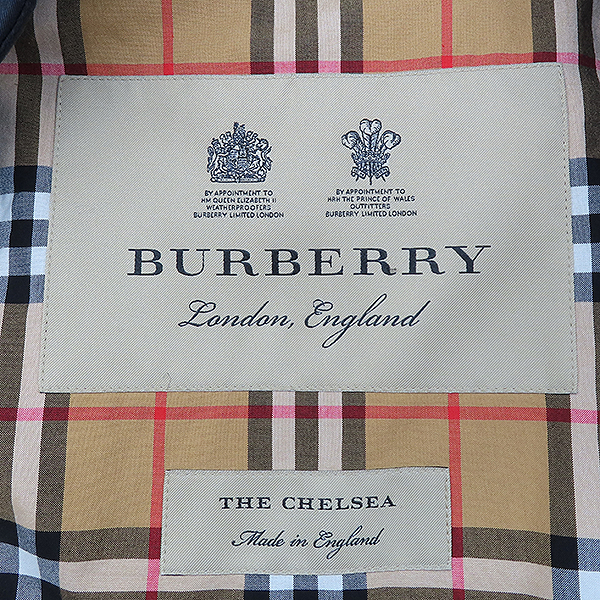 BY APPOINTMENT TO
HM QUEEN ELIZABETH II
WEATHERPROOFERS
BURBERRY LIMITED LONDON
BY APPOINTMENT TO
HRH THE PRINCE OF WALES
OUTFITTERS
BURBERRY LIMITED LONDON
BURBERRY
London, England
THE CHELSEA
Made in England